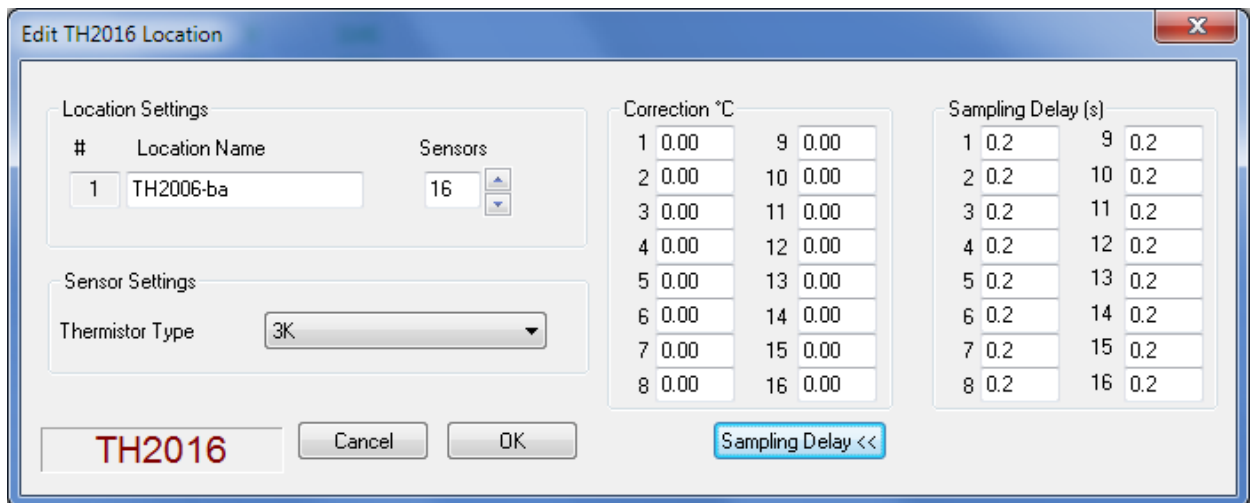 Edit TH2016 Location
Location Settings
# Location Name Sensors
1 TH2006-ba 16
Sensor Settings
Thermistor Type 3K
TH2016 Cancel OK
Correction °C
1 0.00 9 0.00
2 0.00 10 0.00
3 0.00 11 0.00
4 0.00 12 0.00
5 0.00 13 0.00
6 0.00 14 0.00
7 0.00 15 0.00
8 0.00 16 0.00
Sampling Delay <<
Sampling Delay (s)
1 0.2 9 0.2
2 0.2 10 0.2
3 0.2 11 0.2
4 0.2 12 0.2
5 0.2 13 0.2
6 0.2 14 0.2
7 0.2 15 0.2
8 0.2 16 0.2